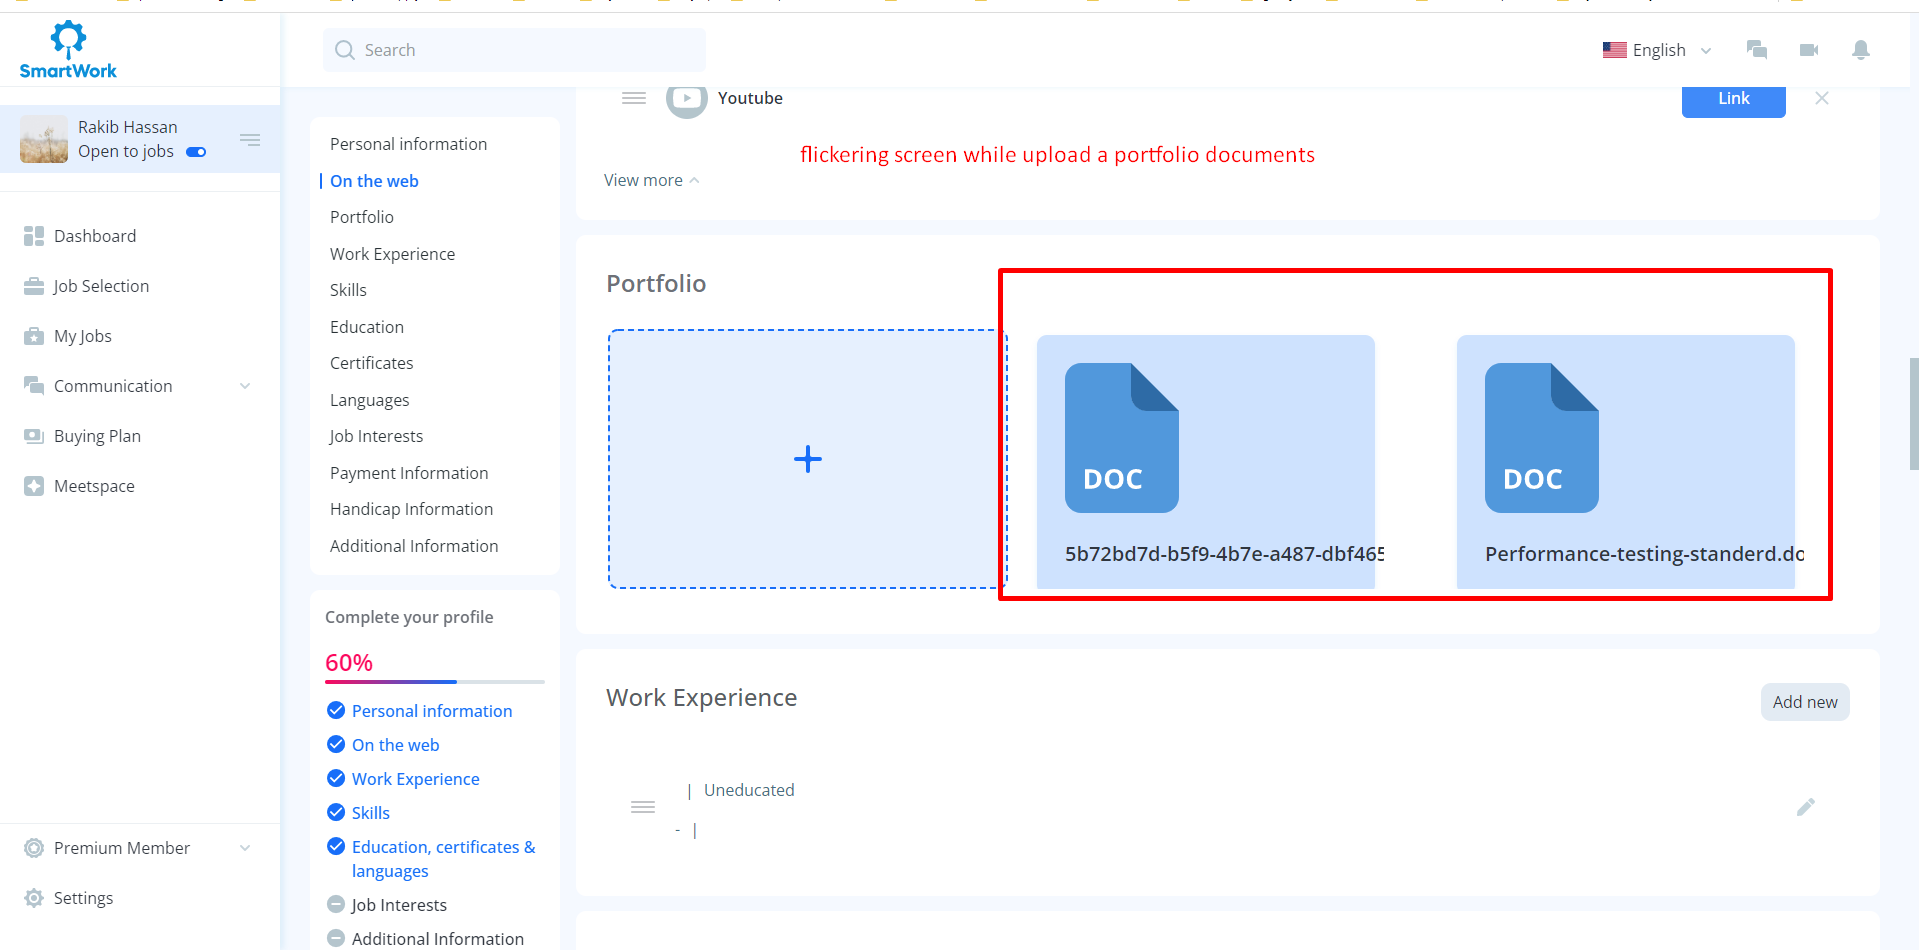 SmartWork
Search
English
Rakib Hassan
Open to jobs
Dashboard
Job Selection
My Jobs
Communication
Buying Plan
Meetspace
Premium Member
Settings
Personal information
On the web
Portfolio
Work Experience
Skills
Education
Certificates
Languages
Job Interests
Payment Information
Handicap Information
Additional Information
Complete your profile
60%
Personal information
On the web
Work Experience
Skills
Education, certificates &
languages
Job Interests
Additional Information
Youtube
Link
flickering screen while upload a portfolio documents
View more
Portfolio
DOC
5b72bd7d-b5f9-4b7e-a487-dbf465
DOC
Performance-testing-standerd.do
Work Experience
Add new
| Uneducated
- |